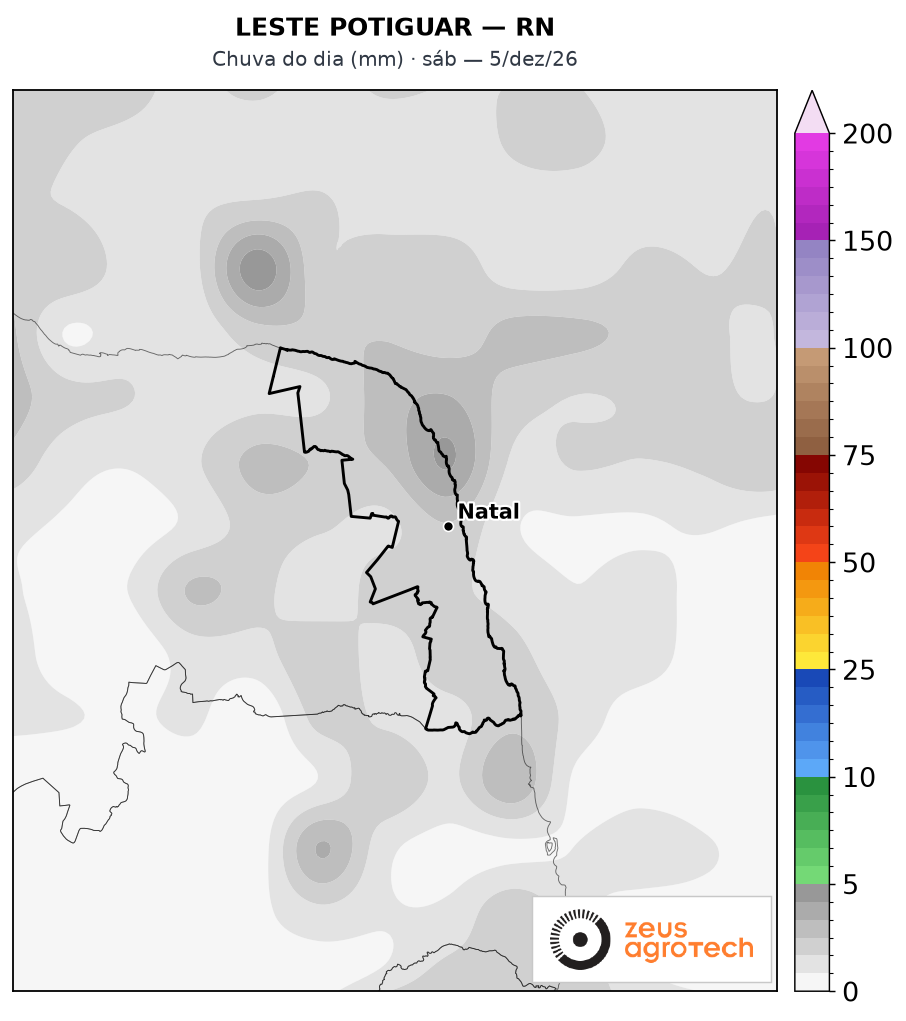 LESTE POTIGUAR — RN
Chuva do dia (mm) · sáb — 5/dez/26
200
150
100
75
50
25
10
5
0
Natal
zeus
agrotech